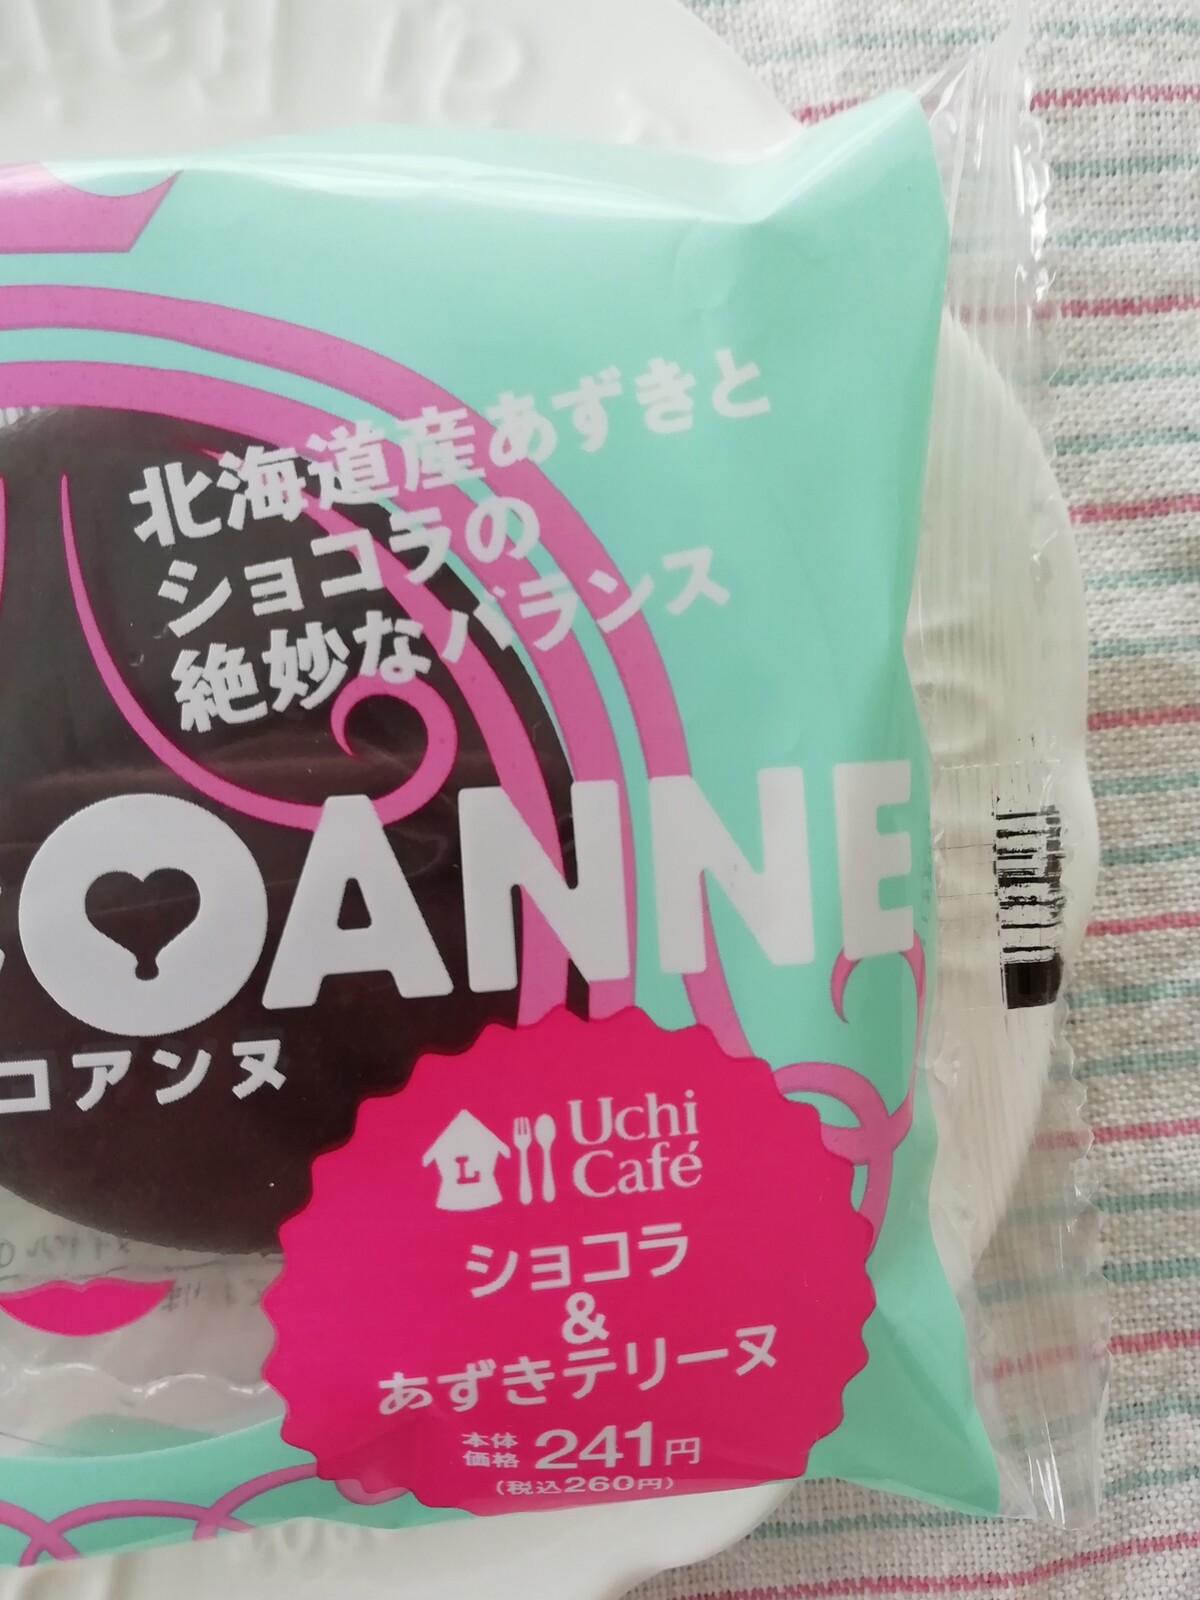 北海道産あずきと
ショコラの
絶妙なバランス
OANNE
コアンヌ
Uchi
Café
L
ショコラ
&
あずきテリーヌ
本体
価格 241円
(税込260円)